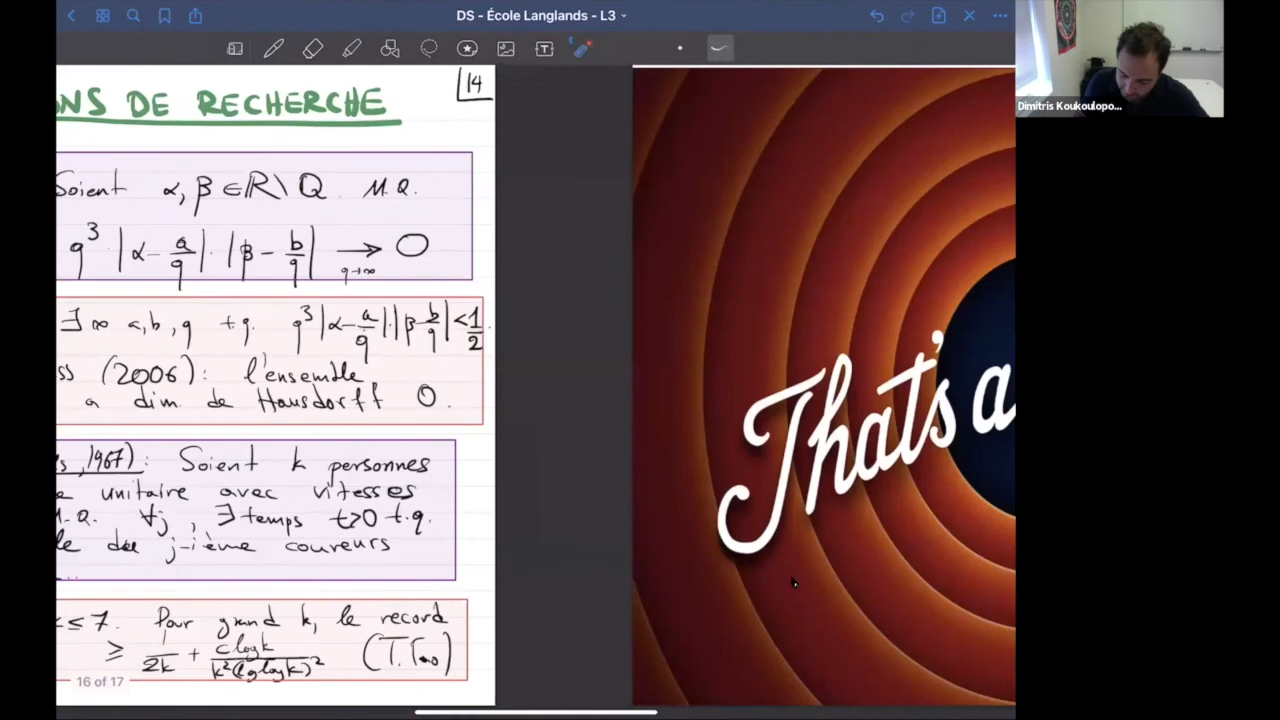 DS - École Langlands - L3
Dimitris Koukoulopo...
14
NS DE RECHERCHE
Soient α, β ∈ ℝ \ Q. M.Q.
q³ |α - a/q| · |β - b/q| → 0
q→∞
∃∞ a, b, q t.q. q³ |α - a/q| · |β - b/q| < 1/2.
ss (2006) : l'ensemble
a dim. de Hausdorff 0.
, 1967) : Soient k personnes
e unitaire avec vitesses
M.Q. ∀j, ∃ temps t>0 t.q.
le du j-ième coureurs
≤ 7. Pour grand k, le record
≥ 1/2k + c log k / k² (log log k)² (T. Tao)
16 of 17
That's a